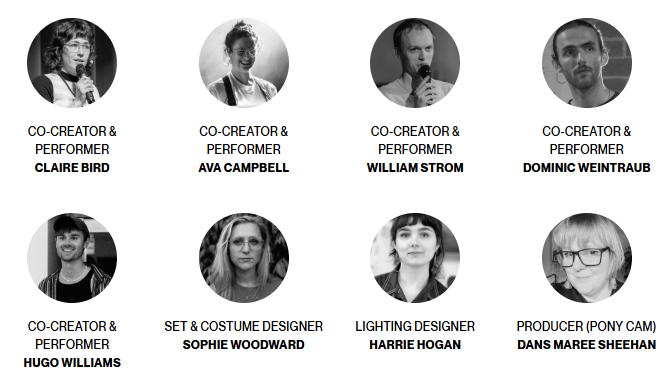 CO-CREATOR &
PERFORMER
CLAIRE BIRD
CO-CREATOR &
PERFORMER
AVA CAMPBELL
CO-CREATOR &
PERFORMER
WILLIAM STROM
CO-CREATOR &
PERFORMER
DOMINIC WEINTRAUB
CO-CREATOR &
PERFORMER
HUGO WILLIAMS
SET & COSTUME DESIGNER
SOPHIE WOODWARD
LIGHTING DESIGNER
HARRIE HOGAN
PRODUCER (PONY CAM)
DANS MAREE SHEEHAN